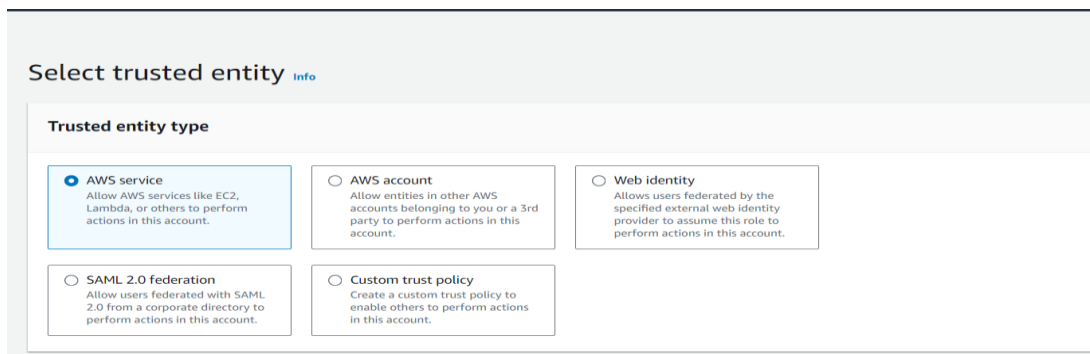 Select trusted entity Info
Trusted entity type
AWS service
Allow AWS services like EC2,
Lambda, or others to perform
actions in this account.
AWS account
Allow entities in other AWS
accounts belonging to you or a 3rd
party to perform actions in this
account.
Web identity
Allows users federated by the
specified external web identity
provider to assume this role to
perform actions in this account.
SAML 2.0 federation
Allow users federated with SAML
2.0 from a corporate directory to
perform actions in this account.
Custom trust policy
Create a custom trust policy to
enable others to perform actions
in this account.